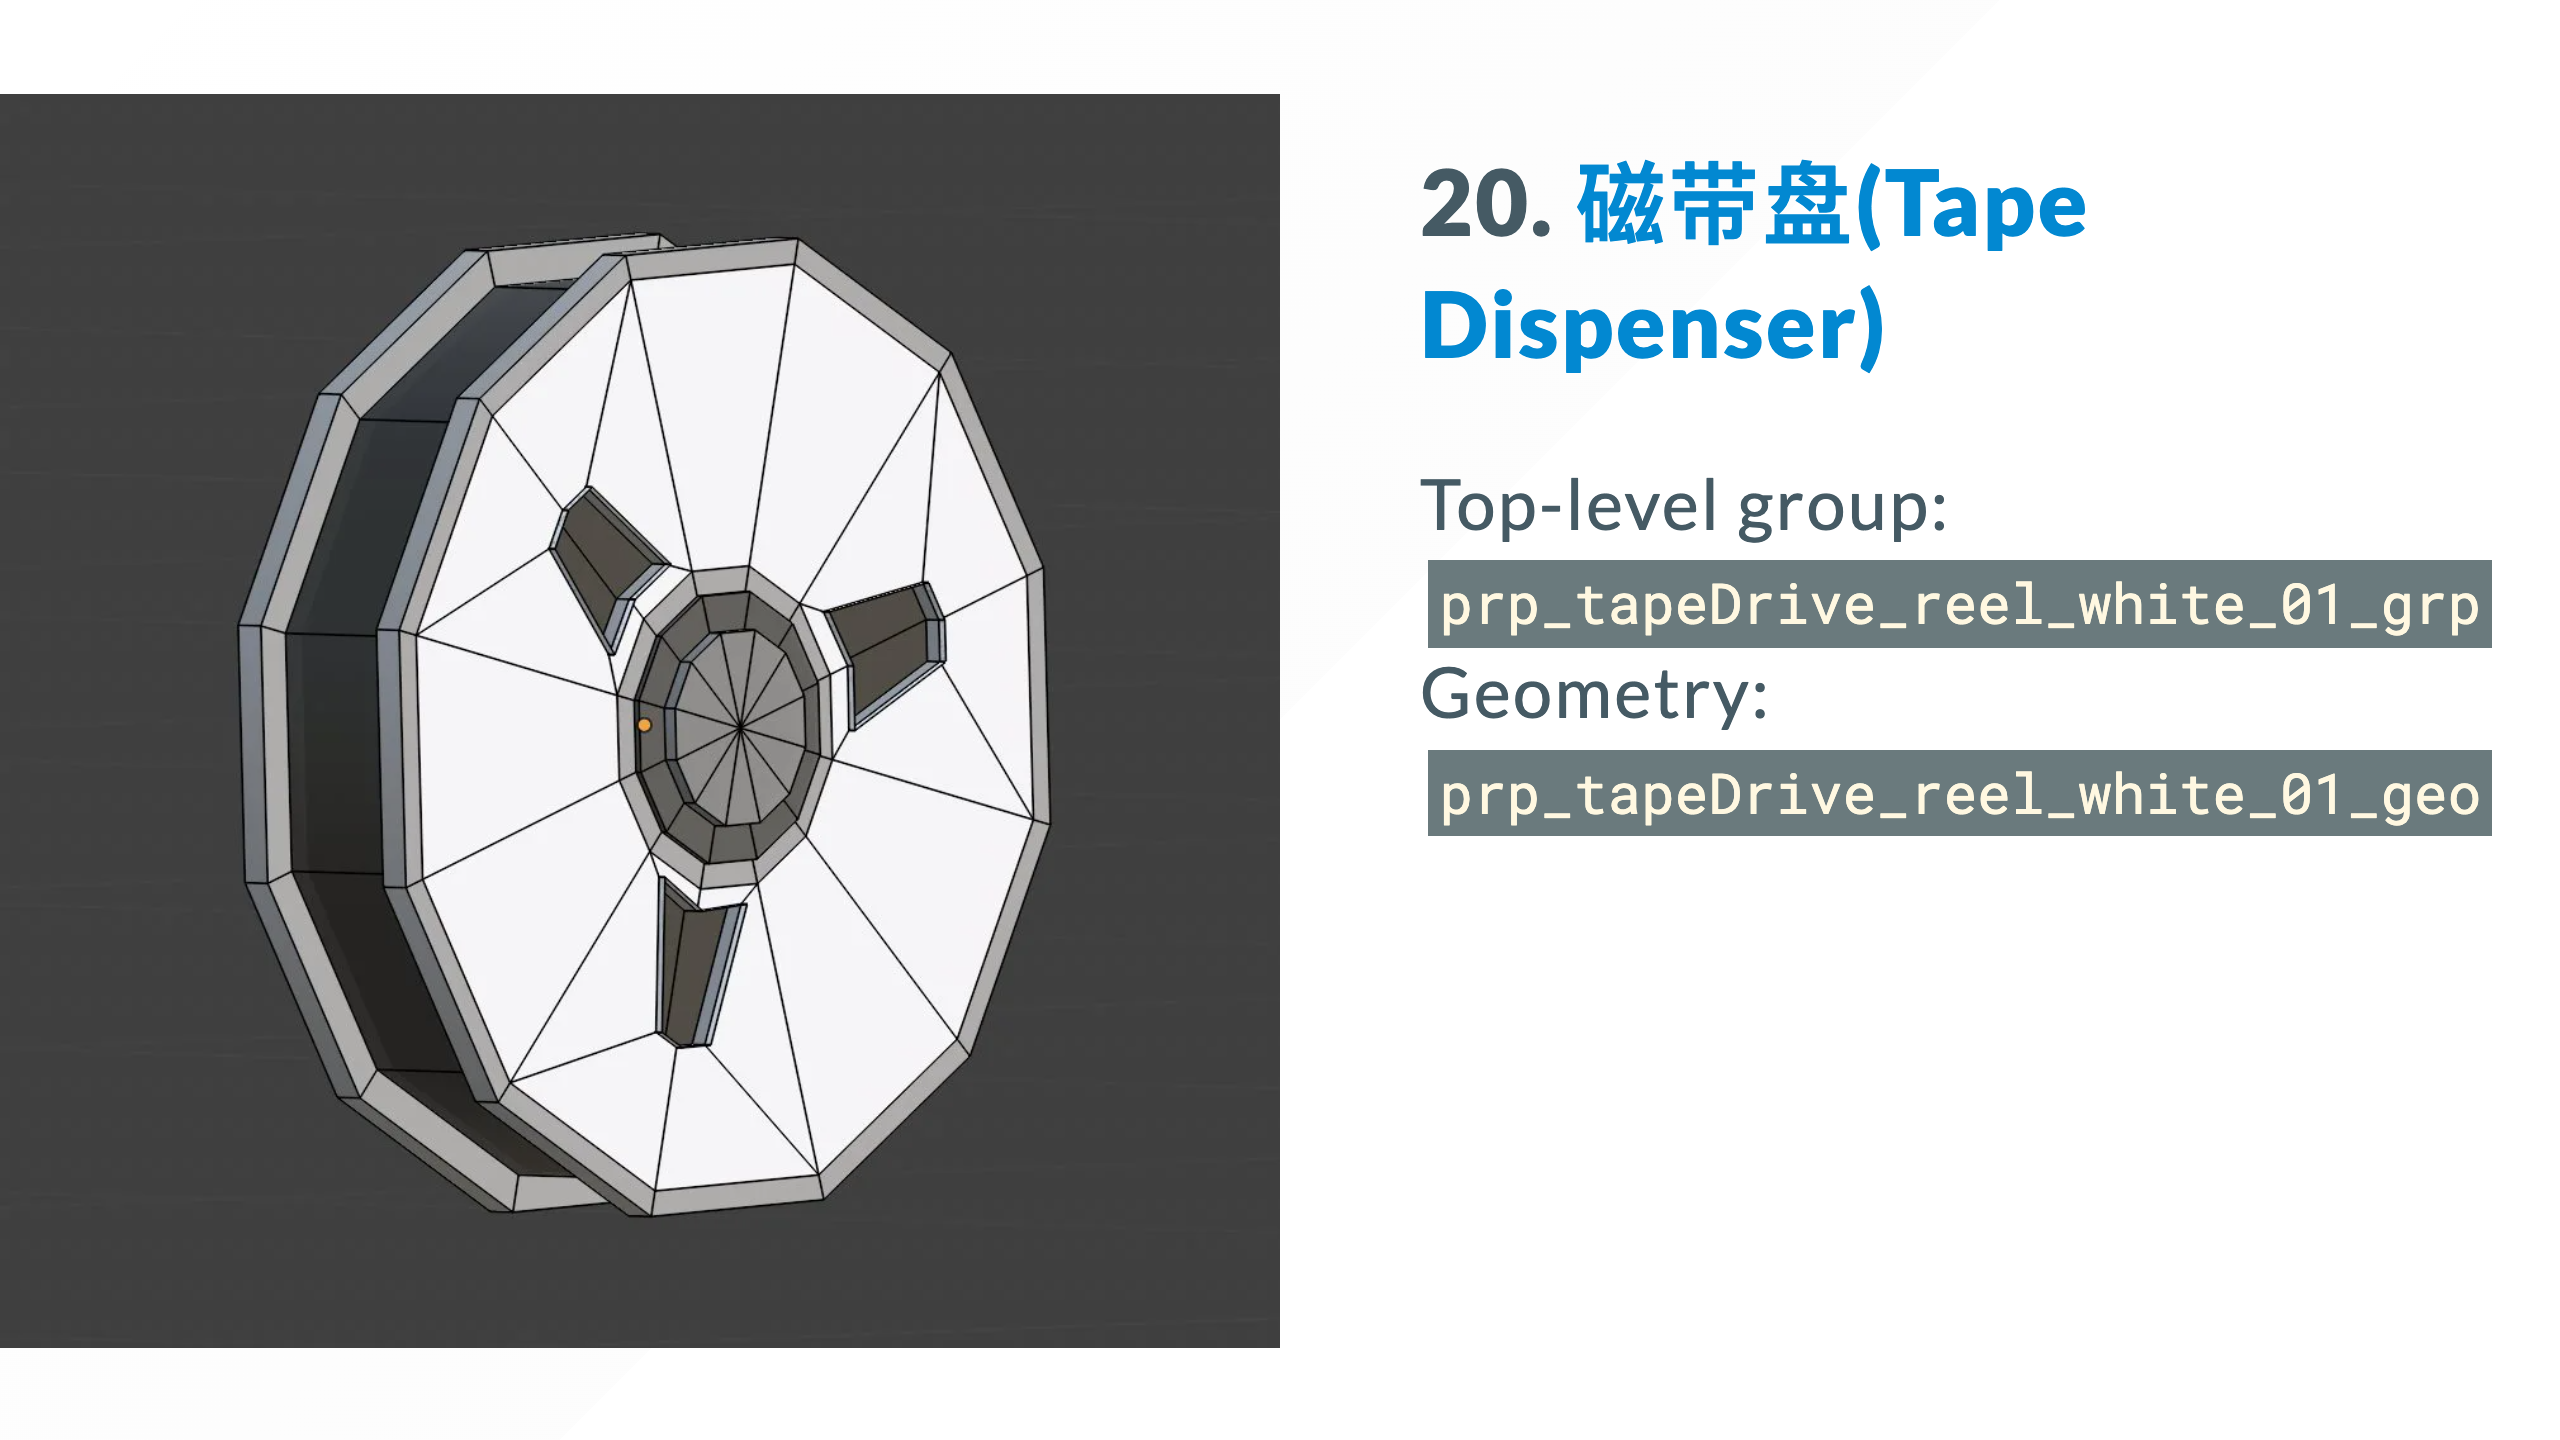 20. 磁带盘(Tape
Dispenser)
Top-level group:
prp_tapeDrive_reel_white_01_grp
Geometry:
prp_tapeDrive_reel_white_01_geo